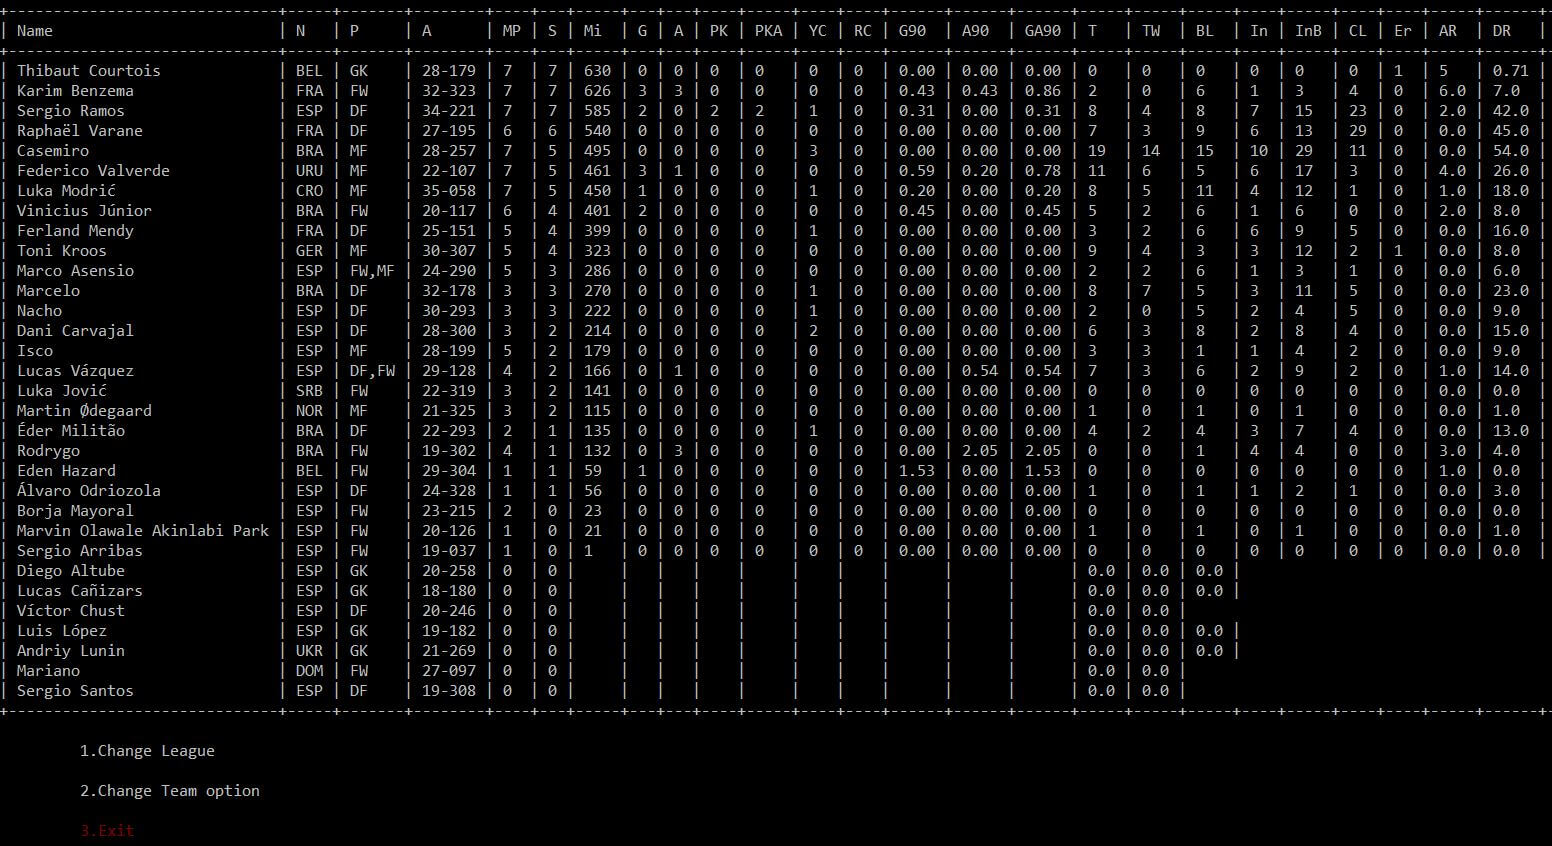 | Name | N | P | A | MP | S | Mi | G | A | PK | PKA | YC | RC | G90 | A90 | GA90 | T | TW | BL | In | InB | CL | Er | AR | DR |
| Thibaut Courtois | BEL | GK | 28-179 | 7 | 7 | 630 | 0 | 0 | 0 | 0 | 0 | 0 | 0.00 | 0.00 | 0.00 | 0 | 0 | 0 | 0 | 0 | 0 | 1 | 5 | 0.71 |
| Karim Benzema | FRA | FW | 32-323 | 7 | 7 | 626 | 3 | 3 | 0 | 0 | 0 | 0 | 0.43 | 0.43 | 0.86 | 2 | 0 | 6 | 1 | 3 | 4 | 0 | 6.0 | 7.0 |
| Sergio Ramos | ESP | DF | 34-221 | 7 | 7 | 585 | 2 | 0 | 2 | 2 | 1 | 0 | 0.31 | 0.00 | 0.31 | 8 | 4 | 8 | 7 | 15 | 23 | 0 | 2.0 | 42.0 |
| Raphaël Varane | FRA | DF | 27-195 | 6 | 6 | 540 | 0 | 0 | 0 | 0 | 0 | 0 | 0.00 | 0.00 | 0.00 | 7 | 3 | 9 | 6 | 13 | 29 | 0 | 0.0 | 45.0 |
| Casemiro | BRA | MF | 28-257 | 7 | 5 | 495 | 0 | 0 | 0 | 0 | 3 | 0 | 0.00 | 0.00 | 0.00 | 19 | 14 | 15 | 10 | 29 | 11 | 0 | 0.0 | 54.0 |
| Federico Valverde | URU | MF | 22-107 | 7 | 5 | 461 | 3 | 1 | 0 | 0 | 0 | 0 | 0.59 | 0.20 | 0.78 | 11 | 6 | 5 | 6 | 17 | 3 | 0 | 4.0 | 26.0 |
| Luka Modrić | CRO | MF | 35-058 | 7 | 5 | 450 | 1 | 0 | 0 | 0 | 1 | 0 | 0.20 | 0.00 | 0.20 | 8 | 5 | 11 | 4 | 12 | 1 | 0 | 1.0 | 18.0 |
| Vinicius Júnior | BRA | FW | 20-117 | 6 | 4 | 401 | 2 | 0 | 0 | 0 | 0 | 0 | 0.45 | 0.00 | 0.45 | 5 | 2 | 6 | 1 | 6 | 0 | 0 | 2.0 | 8.0 |
| Ferland Mendy | FRA | DF | 25-151 | 5 | 4 | 399 | 0 | 0 | 0 | 0 | 1 | 0 | 0.00 | 0.00 | 0.00 | 3 | 2 | 6 | 6 | 9 | 5 | 0 | 0.0 | 16.0 |
| Toni Kroos | GER | MF | 30-307 | 5 | 4 | 323 | 0 | 0 | 0 | 0 | 0 | 0 | 0.00 | 0.00 | 0.00 | 9 | 4 | 3 | 3 | 12 | 2 | 1 | 0.0 | 8.0 |
| Marco Asensio | ESP | FW,MF | 24-290 | 5 | 3 | 286 | 0 | 0 | 0 | 0 | 0 | 0 | 0.00 | 0.00 | 0.00 | 2 | 2 | 6 | 1 | 3 | 1 | 0 | 0.0 | 6.0 |
| Marcelo | BRA | DF | 32-178 | 3 | 3 | 270 | 0 | 0 | 0 | 0 | 1 | 0 | 0.00 | 0.00 | 0.00 | 8 | 7 | 5 | 3 | 11 | 5 | 0 | 0.0 | 23.0 |
| Nacho | ESP | DF | 30-293 | 3 | 3 | 222 | 0 | 0 | 0 | 0 | 1 | 0 | 0.00 | 0.00 | 0.00 | 2 | 0 | 5 | 2 | 4 | 5 | 0 | 0.0 | 9.0 |
| Dani Carvajal | ESP | DF | 28-300 | 3 | 2 | 214 | 0 | 0 | 0 | 0 | 2 | 0 | 0.00 | 0.00 | 0.00 | 6 | 3 | 8 | 2 | 8 | 4 | 0 | 0.0 | 15.0 |
| Isco | ESP | MF | 28-199 | 5 | 2 | 179 | 0 | 0 | 0 | 0 | 0 | 0 | 0.00 | 0.00 | 0.00 | 3 | 3 | 1 | 1 | 4 | 2 | 0 | 0.0 | 9.0 |
| Lucas Vázquez | ESP | DF,FW | 29-128 | 4 | 2 | 166 | 0 | 1 | 0 | 0 | 0 | 0 | 0.00 | 0.54 | 0.54 | 7 | 3 | 6 | 2 | 9 | 2 | 0 | 1.0 | 14.0 |
| Luka Jović | SRB | FW | 22-319 | 3 | 2 | 141 | 0 | 0 | 0 | 0 | 0 | 0 | 0.00 | 0.00 | 0.00 | 0 | 0 | 0 | 0 | 0 | 0 | 0 | 0.0 | 0.0 |
| Martin Ødegaard | NOR | MF | 21-325 | 3 | 2 | 115 | 0 | 0 | 0 | 0 | 0 | 0 | 0.00 | 0.00 | 0.00 | 1 | 0 | 1 | 0 | 1 | 0 | 0 | 0.0 | 1.0 |
| Éder Militão | BRA | DF | 22-293 | 2 | 1 | 135 | 0 | 0 | 0 | 0 | 1 | 0 | 0.00 | 0.00 | 0.00 | 4 | 2 | 4 | 3 | 7 | 4 | 0 | 0.0 | 13.0 |
| Rodrygo | BRA | FW | 19-302 | 4 | 1 | 132 | 0 | 3 | 0 | 0 | 0 | 0 | 0.00 | 2.05 | 2.05 | 0 | 0 | 1 | 4 | 4 | 0 | 0 | 3.0 | 4.0 |
| Eden Hazard | BEL | FW | 29-304 | 1 | 1 | 59 | 1 | 0 | 0 | 0 | 0 | 0 | 1.53 | 0.00 | 1.53 | 0 | 0 | 0 | 0 | 0 | 0 | 0 | 1.0 | 0.0 |
| Álvaro Odriozola | ESP | DF | 24-328 | 1 | 1 | 56 | 0 | 0 | 0 | 0 | 0 | 0 | 0.00 | 0.00 | 0.00 | 1 | 0 | 1 | 1 | 2 | 1 | 0 | 0.0 | 3.0 |
| Borja Mayoral | ESP | FW | 23-215 | 2 | 0 | 23 | 0 | 0 | 0 | 0 | 0 | 0 | 0.00 | 0.00 | 0.00 | 0 | 0 | 0 | 0 | 0 | 0 | 0 | 0.0 | 0.0 |
| Marvin Olawale Akinlabi Park | ESP | FW | 20-126 | 1 | 0 | 21 | 0 | 0 | 0 | 0 | 0 | 0 | 0.00 | 0.00 | 0.00 | 1 | 0 | 1 | 0 | 1 | 0 | 0 | 0.0 | 1.0 |
| Sergio Arribas | ESP | FW | 19-037 | 1 | 0 | 1 | 0 | 0 | 0 | 0 | 0 | 0 | 0.00 | 0.00 | 0.00 | 0 | 0 | 0 | 0 | 0 | 0 | 0 | 0.0 | 0.0 |
| Diego Altube | ESP | GK | 20-258 | 0 | 0 | | | | | | | | | | | 0.0 | 0.0 | 0.0 |
| Lucas Cañizars | ESP | GK | 18-180 | 0 | 0 | | | | | | | | | | | 0.0 | 0.0 | 0.0 |
| Víctor Chust | ESP | DF | 20-246 | 0 | 0 | | | | | | | | | | | 0.0 | 0.0 |
| Luis López | ESP | GK | 19-182 | 0 | 0 | | | | | | | | | | | 0.0 | 0.0 | 0.0 |
| Andriy Lunin | UKR | GK | 21-269 | 0 | 0 | | | | | | | | | | | 0.0 | 0.0 | 0.0 |
| Mariano | DOM | FW | 27-097 | 0 | 0 | | | | | | | | | | | 0.0 | 0.0 |
| Sergio Santos | ESP | DF | 19-308 | 0 | 0 | | | | | | | | | | | 0.0 | 0.0 |
1.Change League
2.Change Team option
3.Exit